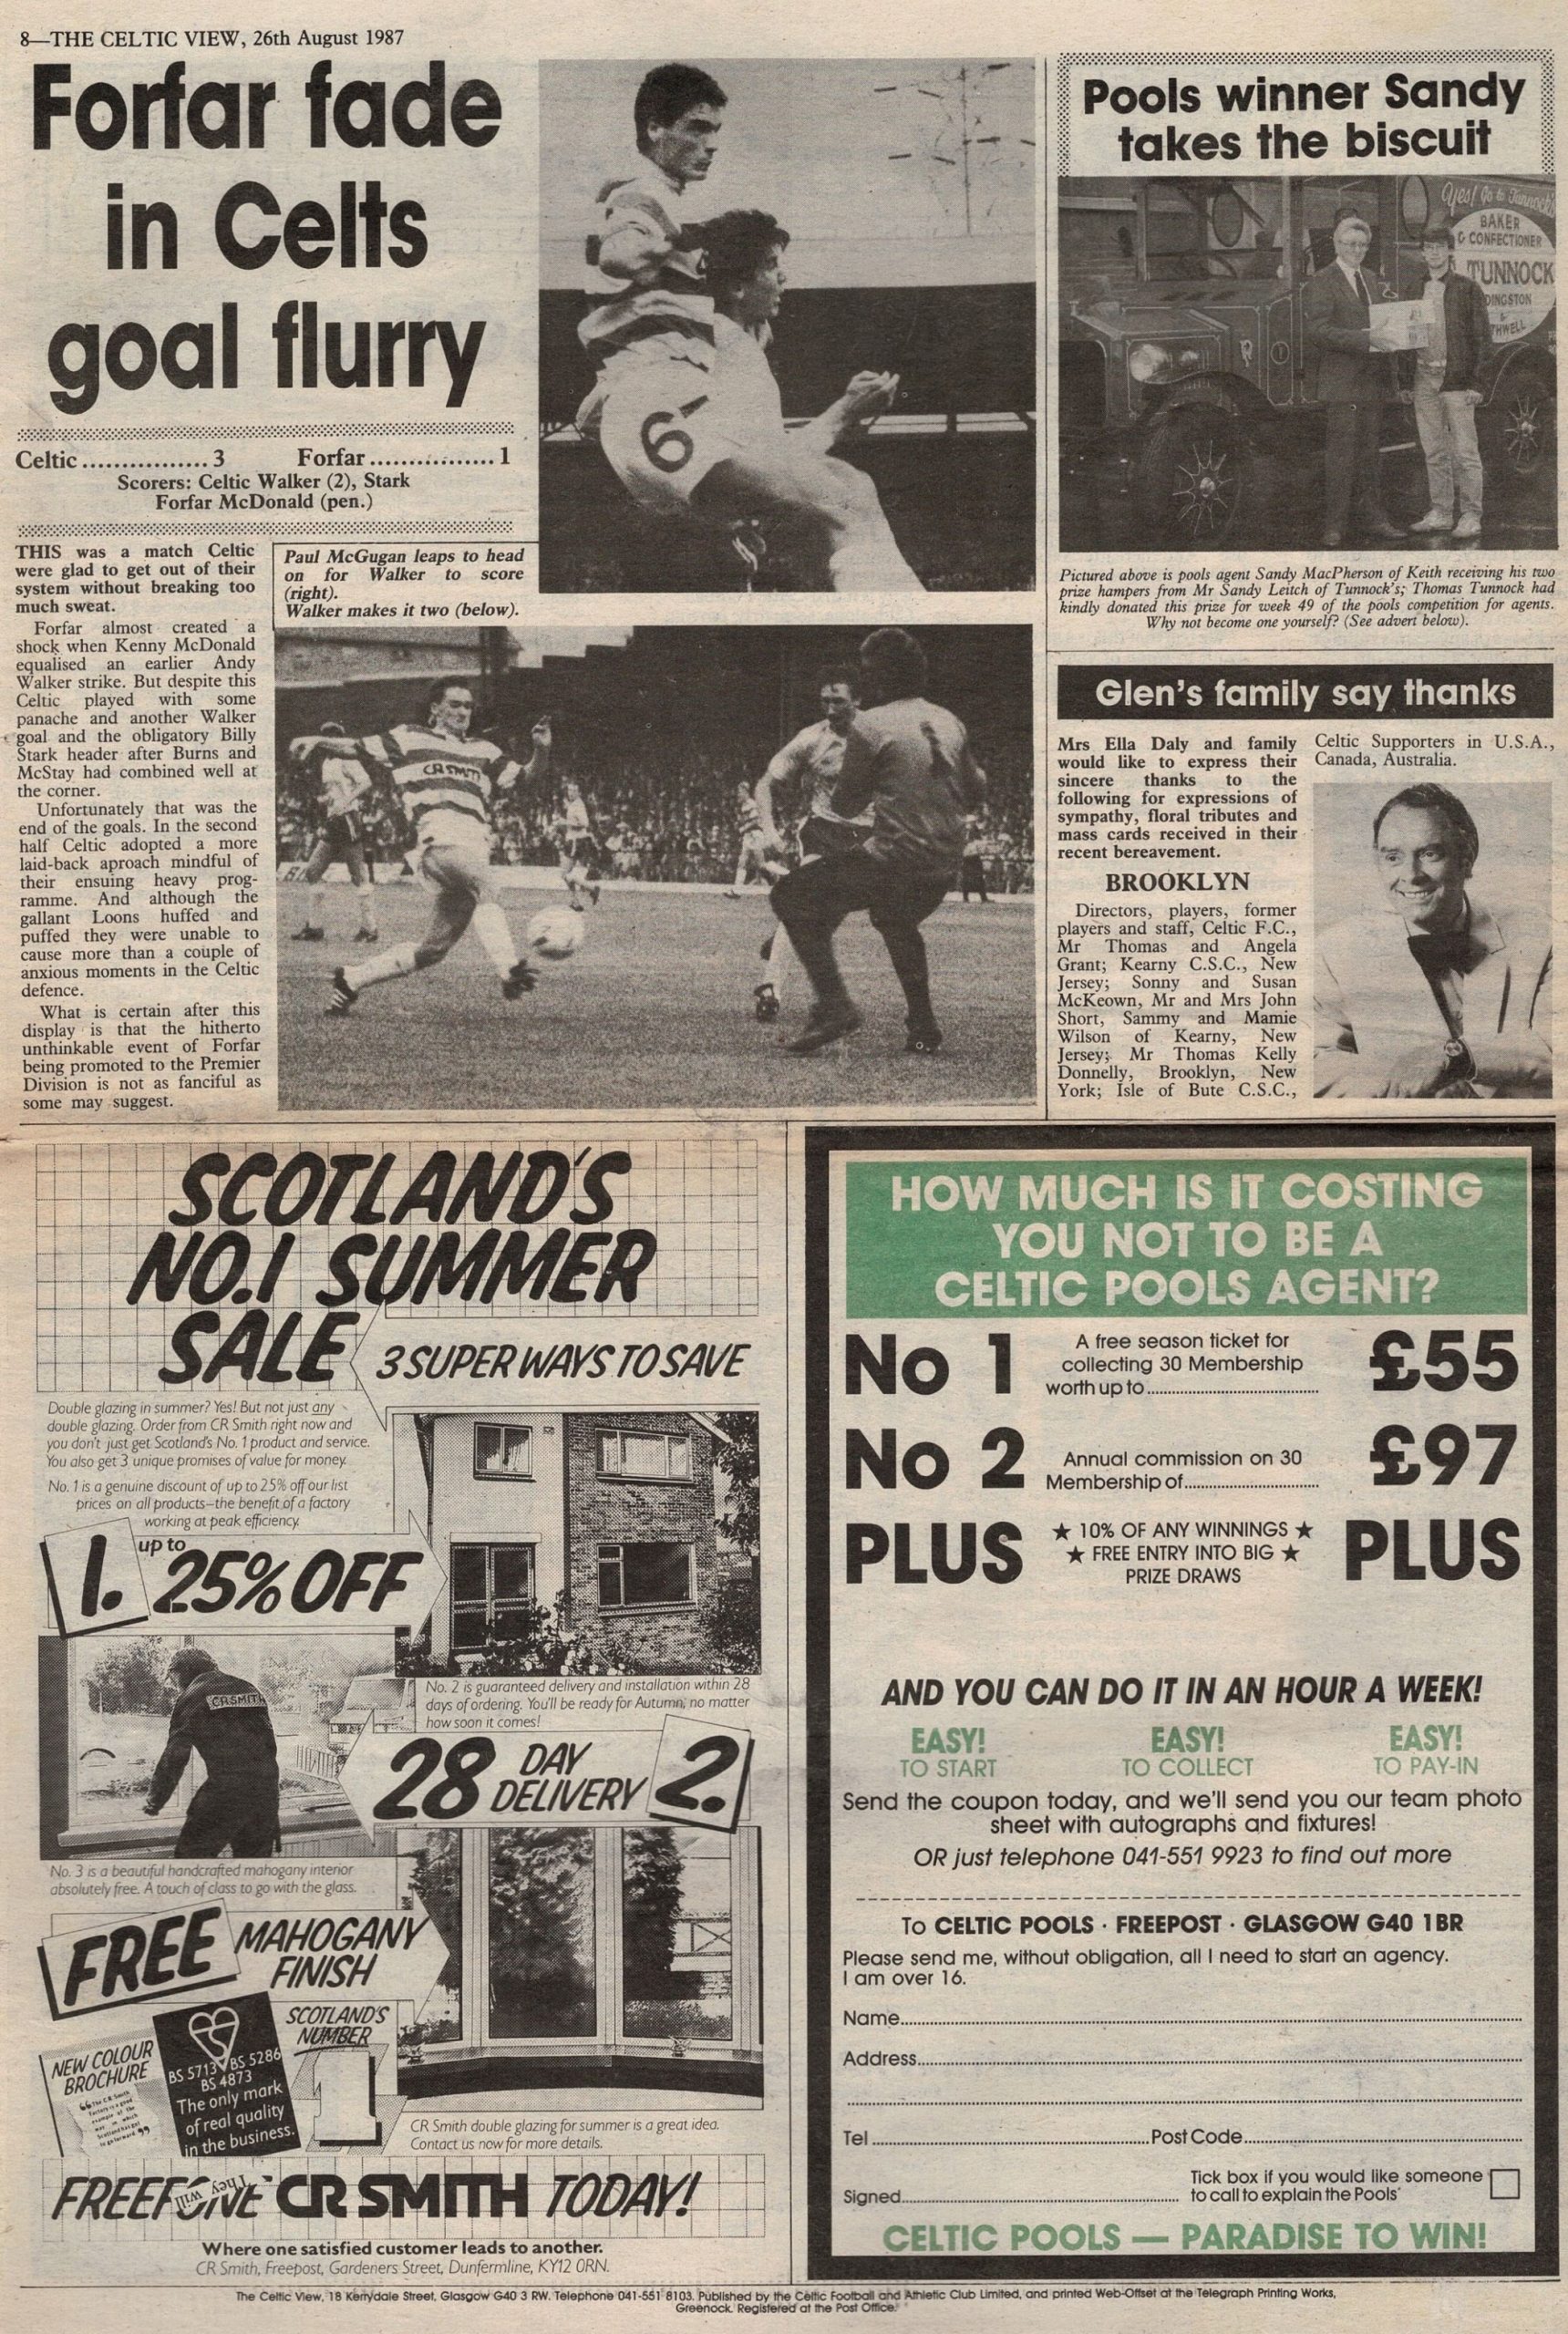 8—THE CELTIC VIEW, 26th August 1987
Forfar fade
in Celts
goal flurry
Celtic................ 3 Forfar................ 1
Scorers: Celtic Walker (2), Stark
Forfar McDonald (pen.)
THIS was a match Celtic
were glad to get out of their
system without breaking too
much sweat.
Forfar almost created a
shock when Kenny McDonald
equalised an earlier Andy
Walker strike. But despite this
Celtic played with some
panache and another Walker
goal and the obligatory Billy
Stark header after Burns and
McStay had combined well at
the corner.
Unfortunately that was the
end of the goals. In the second
half Celtic adopted a more
laid-back aproach mindful of
their ensuing heavy prog-
ramme. And although the
gallant Loons huffed and
puffed they were unable to
cause more than a couple of
anxious moments in the Celtic
defence.
What is certain after this
display is that the hitherto
unthinkable event of Forfar
being promoted to the Premier
Division is not as fanciful as
some may suggest.
Paul McGugan leaps to head
on for Walker to score
(right).
Walker makes it two (below).
6
CR SMITH
Pools winner Sandy
takes the biscuit
Yes! Go to Tunnock's
BAKER
& CONFECTIONER
TUNNOCK
DINGSTON
&
THWELL
Pictured above is pools agent Sandy MacPherson of Keith receiving his two
prize hampers from Mr Sandy Leitch of Tunnock's; Thomas Tunnock had
kindly donated this prize for week 49 of the pools competition for agents.
Why not become one yourself? (See advert below).
Glen's family say thanks
Mrs Ella Daly and family
would like to express their
sincere thanks to the
following for expressions of
sympathy, floral tributes and
mass cards received in their
recent bereavement.
BROOKLYN
Directors, players, former
players and staff, Celtic F.C.,
Mr Thomas and Angela
Grant; Kearny C.S.C., New
Jersey; Sonny and Susan
McKeown, Mr and Mrs John
Short, Sammy and Mamie
Wilson of Kearny, New
Jersey; Mr Thomas Kelly
Donnelly, Brooklyn, New
York; Isle of Bute C.S.C.,
Celtic Supporters in U.S.A.,
Canada, Australia.
SCOTLAND'S
NO.1 SUMMER
SALE
3 SUPER WAYS TO SAVE
Double glazing in summer? Yes! But not just any
double glazing. Order from CR Smith right now and
you don't just get Scotland's No. 1 product and service.
You also get 3 unique promises of value for money.
No. 1 is a genuine discount of up to 25% off our list
prices on all products–the benefit of a factory
working at peak efficiency.
1. up to
25% OFF
CR SMITH
No. 2 is guaranteed delivery and installation within 28
days of ordering. You'll be ready for Autumn, no matter
how soon it comes!
28 DAY
DELIVERY 2.
No. 3 is a beautiful handcrafted mahogany interior
absolutely free. A touch of class to go with the glass.
FREE MAHOGANY
FINISH
NEW COLOUR
BROCHURE
BS 5713 BS 5286
BS 4873
The only mark
of real quality
in the business.
SCOTLAND'S
NUMBER
1
CR Smith double glazing for summer is a great idea.
Contact us now for more details.
FREEFONE CR SMITH TODAY!
They will
Where one satisfied customer leads to another.
CR Smith, Freepost, Gardeners Street, Dunfermline, KY12 0RN.
HOW MUCH IS IT COSTING
YOU NOT TO BE A
CELTIC POOLS AGENT?
No 1 A free season ticket for
collecting 30 Membership
worth up to.......... £55
No 2 Annual commission on 30
Membership of.......... £97
PLUS ★ 10% OF ANY WINNINGS ★
★ FREE ENTRY INTO BIG ★
PRIZE DRAWS PLUS
AND YOU CAN DO IT IN AN HOUR A WEEK!
EASY! EASY! EASY!
TO START TO COLLECT TO PAY-IN
Send the coupon today, and we'll send you our team photo
sheet with autographs and fixtures!
OR just telephone 041-551 9923 to find out more
To CELTIC POOLS · FREEPOST · GLASGOW G40 1BR
Please send me, without obligation, all I need to start an agency.
I am over 16.
Name..........
Address..........
Tel.......... Post Code..........
Signed.......... Tick box if you would like someone
to call to explain the Pools
CELTIC POOLS — PARADISE TO WIN!
The Celtic View, 18 Kerrydale Street, Glasgow G40 3 RW. Telephone 041-551 8103. Published by the Celtic Football and Athletic Club Limited, and printed Web-Offset at the Telegraph Printing Works,
Greenock. Registered at the Post Office.